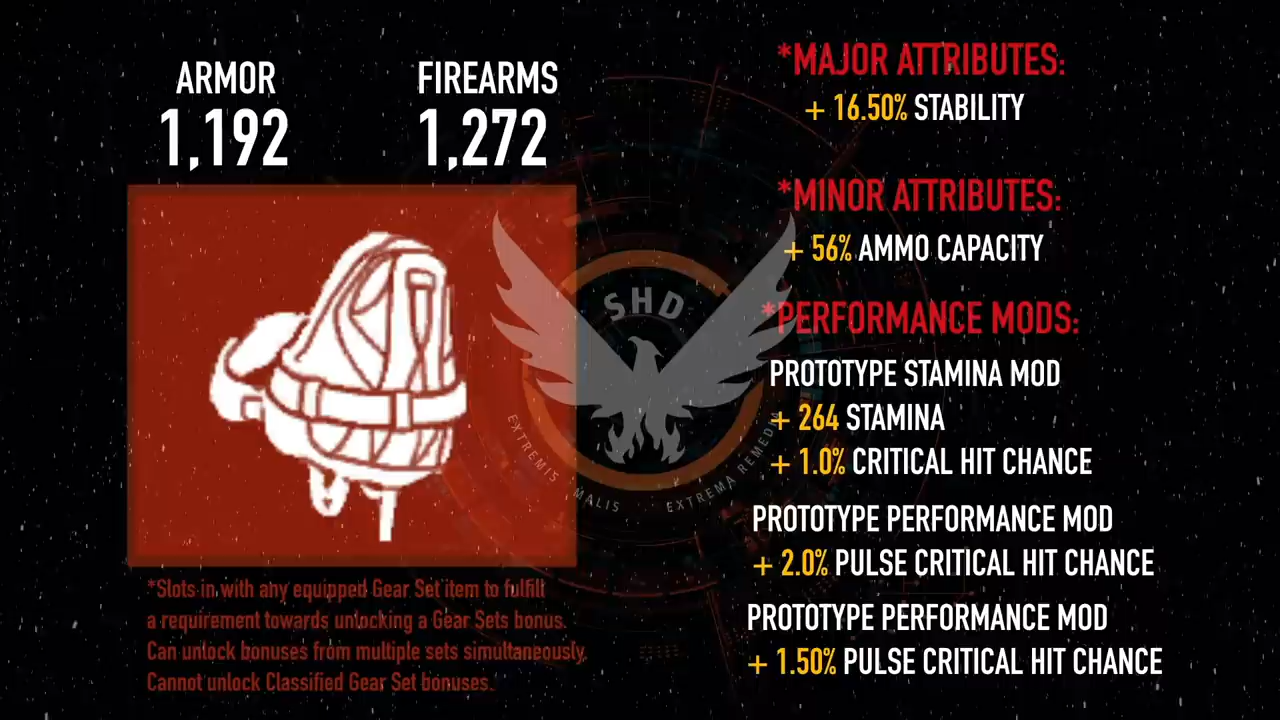 ARMOR
1,192
FIREARMS
1,272
*Slots in with any equipped Gear Set item to fulfill
a requirement towards unlocking a Gear Sets bonus.
Can unlock bonuses from multiple sets simultaneously.
Cannot unlock Classified Gear Set bonuses.
SHD
EXTREMIS MALIS EXTREMA REMEDIA
*MAJOR ATTRIBUTES:
+ 16.50% STABILITY
*MINOR ATTRIBUTES:
+ 56% AMMO CAPACITY
*PERFORMANCE MODS:
PROTOTYPE STAMINA MOD
+ 264 STAMINA
+ 1.0% CRITICAL HIT CHANCE
PROTOTYPE PERFORMANCE MOD
+ 2.0% PULSE CRITICAL HIT CHANCE
PROTOTYPE PERFORMANCE MOD
+ 1.50% PULSE CRITICAL HIT CHANCE